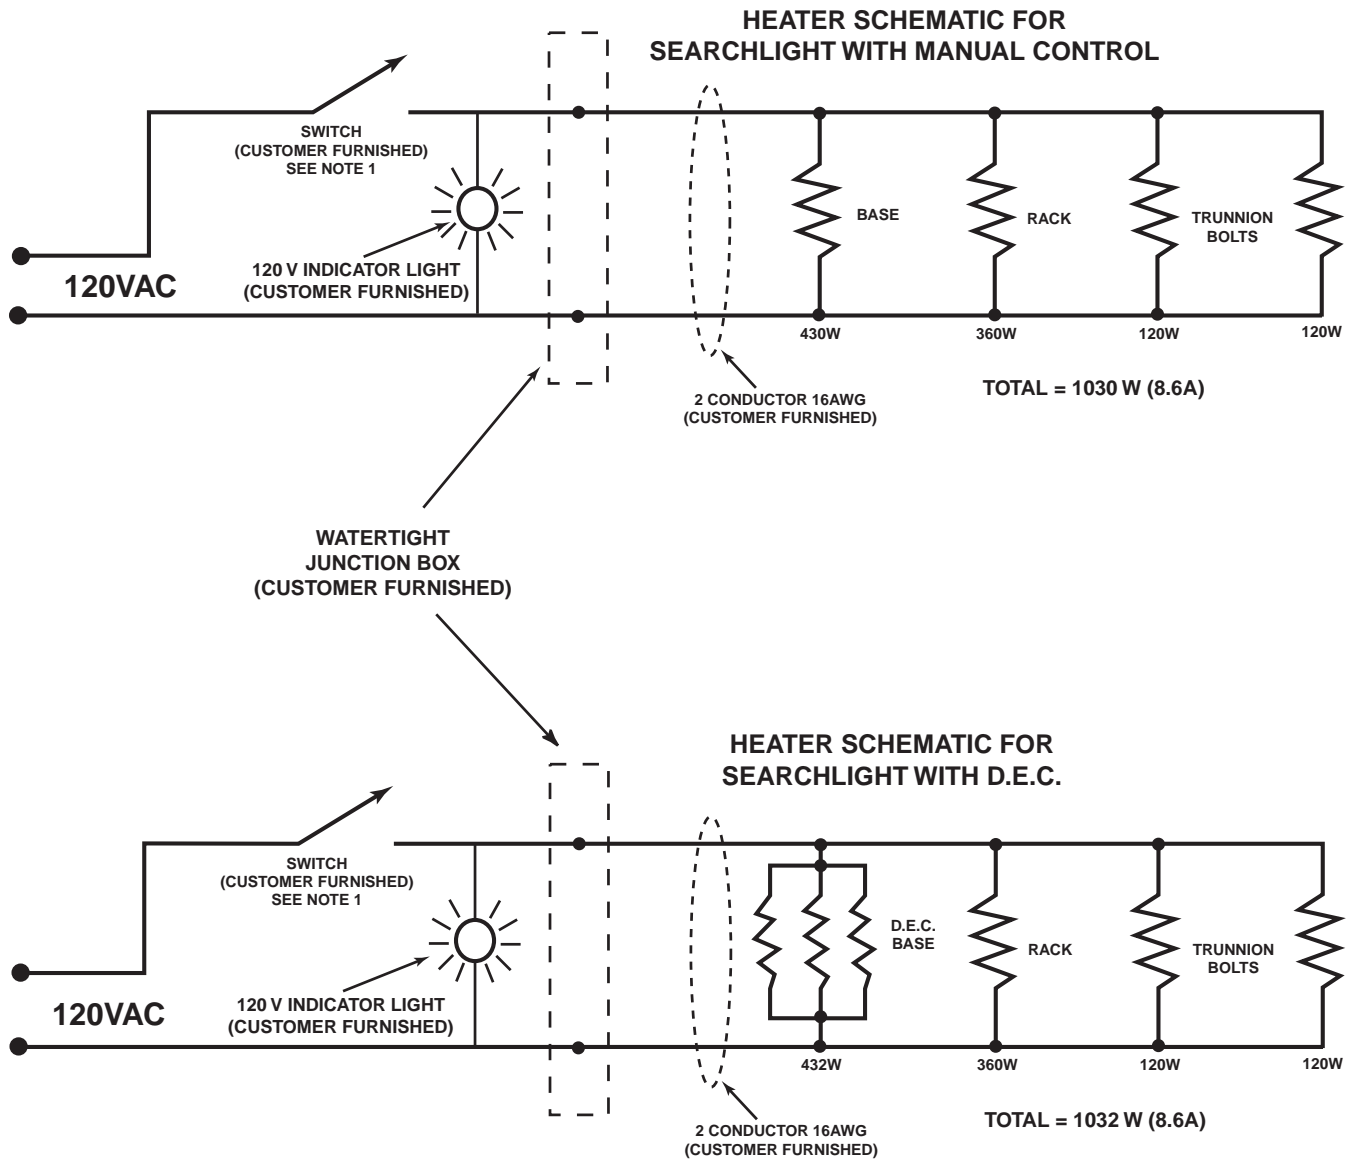 HEATER SCHEMATIC FOR
SEARCHLIGHT WITH MANUAL CONTROL
SWITCH
(CUSTOMER FURNISHED)
SEE NOTE 1
BASE
RACK
TRUNNION
BOLTS
120 V INDICATOR LIGHT
(CUSTOMER FURNISHED)
120VAC
430W
360W
120W
120W
2 CONDUCTOR 16AWG
(CUSTOMER FURNISHED)
TOTAL = 1030 W (8.6A)
WATERTIGHT
JUNCTION BOX
(CUSTOMER FURNISHED)
HEATER SCHEMATIC FOR
SEARCHLIGHT WITH D.E.C.
SWITCH
(CUSTOMER FURNISHED)
SEE NOTE 1
D.E.C.
BASE
RACK
TRUNNION
BOLTS
120 V INDICATOR LIGHT
(CUSTOMER FURNISHED)
120VAC
432W
360W
120W
120W
2 CONDUCTOR 16AWG
(CUSTOMER FURNISHED)
TOTAL = 1032 W (8.6A)